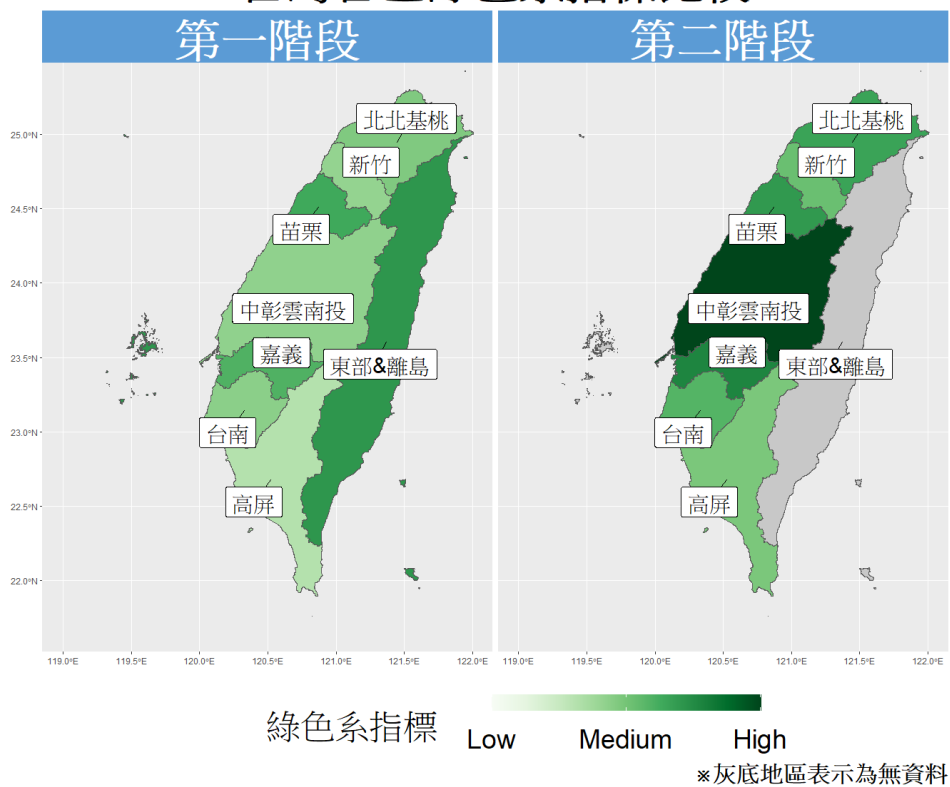 第一階段
第二階段
北北基桃
新竹
苗栗
中彰雲南投
嘉義
東部&離島
台南
高屏
北北基桃
新竹
苗栗
中彰雲南投
嘉義
東部&離島
台南
高屏
25.0°N
24.5°N
24.0°N
23.5°N
23.0°N
22.5°N
22.0°N
119.0°E 119.5°E 120.0°E 120.5°E 121.0°E 121.5°E 122.0°E
119.0°E 119.5°E 120.0°E 120.5°E 121.0°E 121.5°E 122.0°E
綠色系指標
Low Medium High
※灰底地區表示為無資料